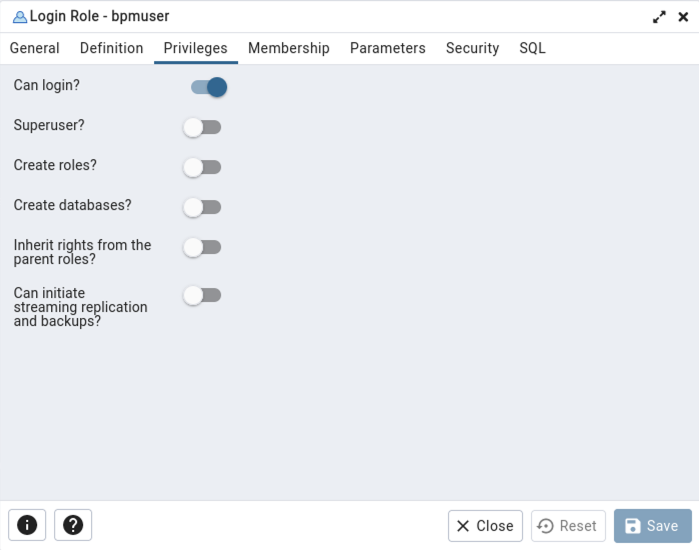 Login Role - bpmuser
General Definition Privileges Membership Parameters Security SQL
Can login?
Superuser?
Create roles?
Create databases?
Inherit rights from the
parent roles?
Can initiate
streaming replication
and backups?
Close Reset Save